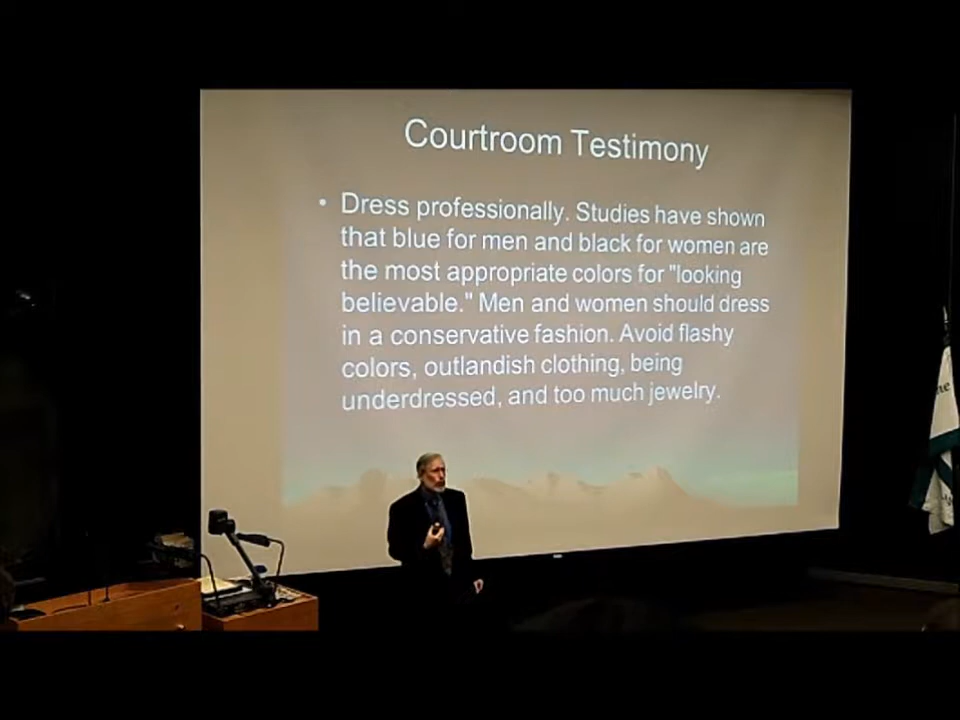 Courtroom Testimony
• Dress professionally. Studies have shown
that blue for men and black for women are
the most appropriate colors for "looking
believable." Men and women should dress
in a conservative fashion. Avoid flashy
colors, outlandish clothing, being
underdressed, and too much jewelry.